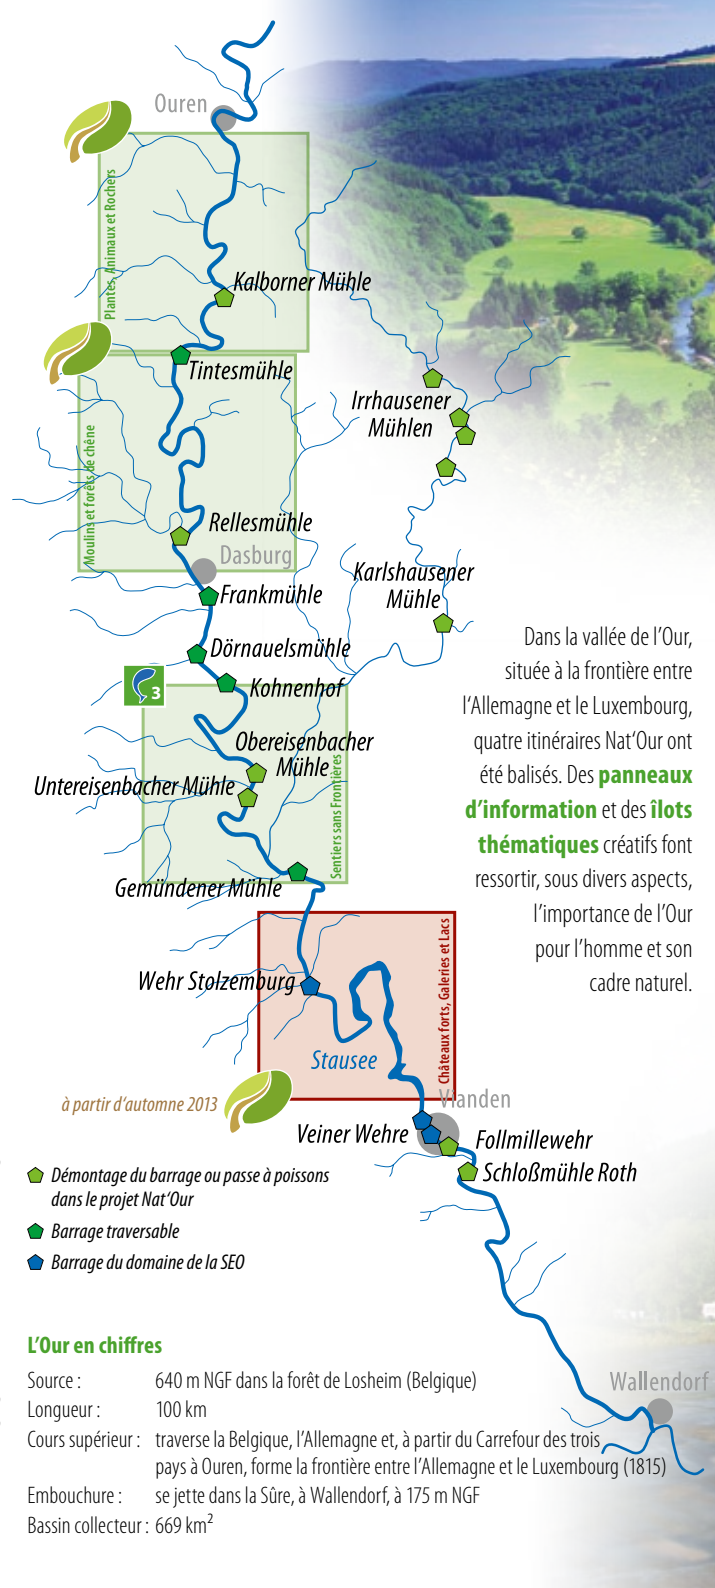 Ouren
Plantes, Animaux et Rochers
Kalborner Mühle
Tintesmühle
Irrhausener
Mühlen
Moulins et forêts de chêne
Rellesmühle
Dasburg
Karlshausener
Mühle
Frankmühle
Dörnauelsmühle
3
Kohnenhof
Obereisenbacher
Mühle
Untereisenbacher Mühle
Sentiers sans Frontières
Gemündener Mühle
Dans la vallée de l’Our,
située à la frontière entre
l‘Allemagne et le Luxembourg,
quatre itinéraires Nat‘Our ont
été balisés. Des panneaux
d’information et des îlots
thématiques créatifs font
ressortir, sous divers aspects,
l’importance de l’Our
pour l’homme et son
cadre naturel.
Châteaux forts, Galeries et Lacs
Wehr Stolzemburg
Stausee
à partir d’automne 2013
Vianden
Veiner Wehre
Follmillewehr
Schloßmühle Roth
Démontage du barrage ou passe à poissons
dans le projet Nat‘Our
Barrage traversable
Barrage du domaine de la SEO
Wallendorf
L’Our en chiffres
Source : 640 m NGF dans la forêt de Losheim (Belgique)
Longueur : 100 km
Cours supérieur : traverse la Belgique, l’Allemagne et, à partir du Carrefour des trois
pays à Ouren, forme la frontière entre l’Allemagne et le Luxembourg (1815)
Embouchure : se jette dans la Sûre, à Wallendorf, à 175 m NGF
Bassin collecteur : 669 km²